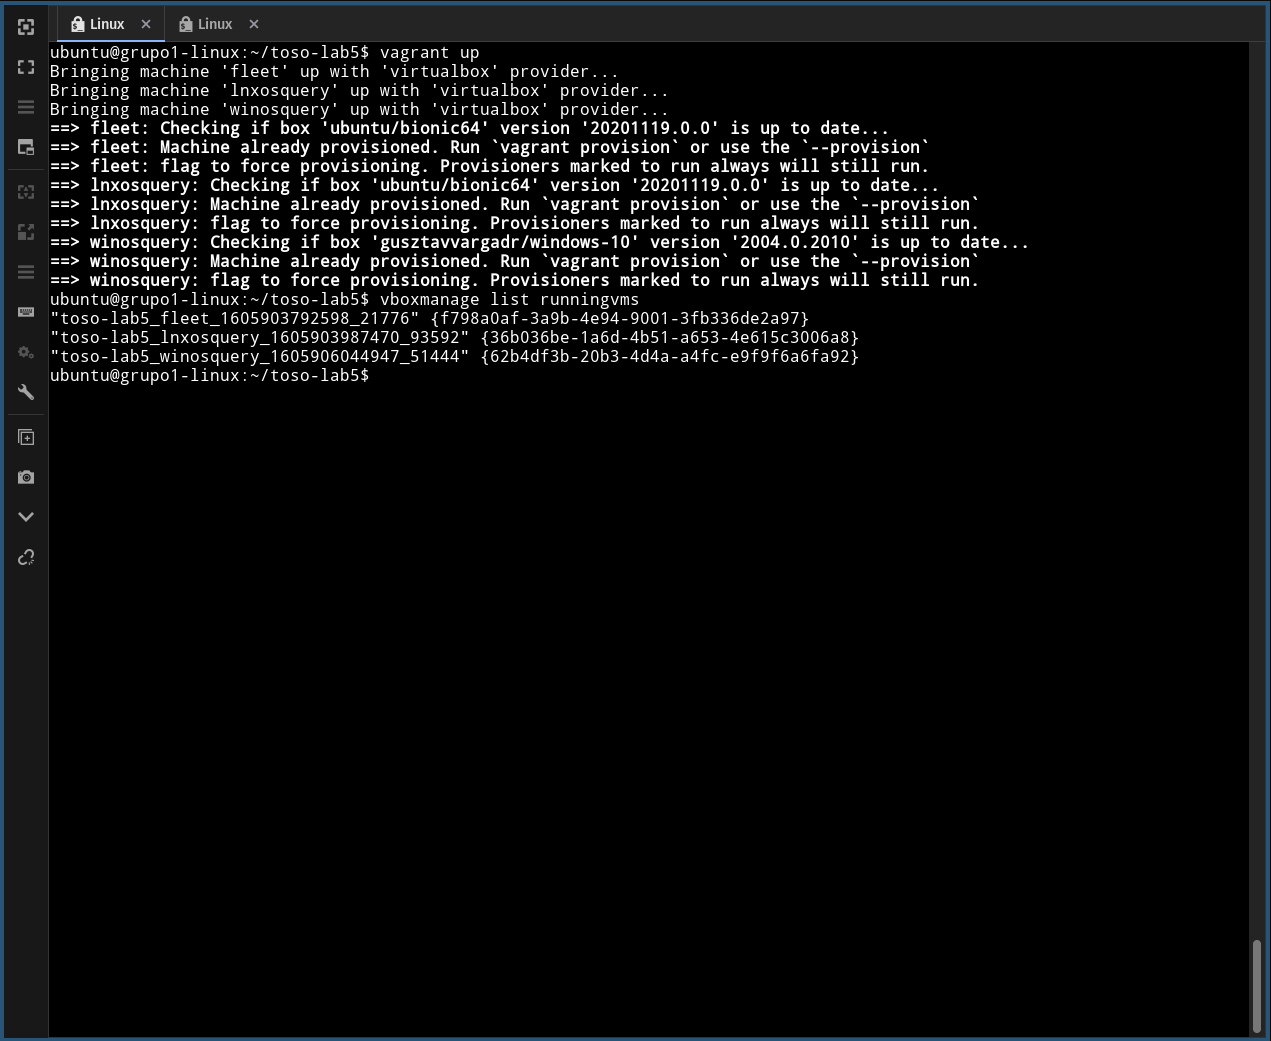 Linux
Linux
ubuntu@grupo1-linux:~/toso-lab5$ vagrant up
Bringing machine 'fleet' up with 'virtualbox' provider...
Bringing machine 'lnxosquery' up with 'virtualbox' provider...
Bringing machine 'winosquery' up with 'virtualbox' provider...
==> fleet: Checking if box 'ubuntu/bionic64' version '20201119.0.0' is up to date...
==> fleet: Machine already provisioned. Run `vagrant provision` or use the `--provision`
==> fleet: flag to force provisioning. Provisioners marked to run always will still run.
==> lnxosquery: Checking if box 'ubuntu/bionic64' version '20201119.0.0' is up to date...
==> lnxosquery: Machine already provisioned. Run `vagrant provision` or use the `--provision`
==> lnxosquery: flag to force provisioning. Provisioners marked to run always will still run.
==> winosquery: Checking if box 'gusztavvargadr/windows-10' version '2004.0.2010' is up to date...
==> winosquery: Machine already provisioned. Run `vagrant provision` or use the `--provision`
==> winosquery: flag to force provisioning. Provisioners marked to run always will still run.
ubuntu@grupo1-linux:~/toso-lab5$ vboxmanage list runningvms
"toso-lab5_fleet_1605903792598_21776" {f798a0af-3a9b-4e94-9001-3fb336de2a97}
"toso-lab5_lnxosquery_1605903987470_93592" {36b036be-1a6d-4b51-a653-4e615c3006a8}
"toso-lab5_winosquery_1605906044947_51444" {62b4df3b-20b3-4d4a-a4fc-e9f9f6a6fa92}
ubuntu@grupo1-linux:~/toso-lab5$